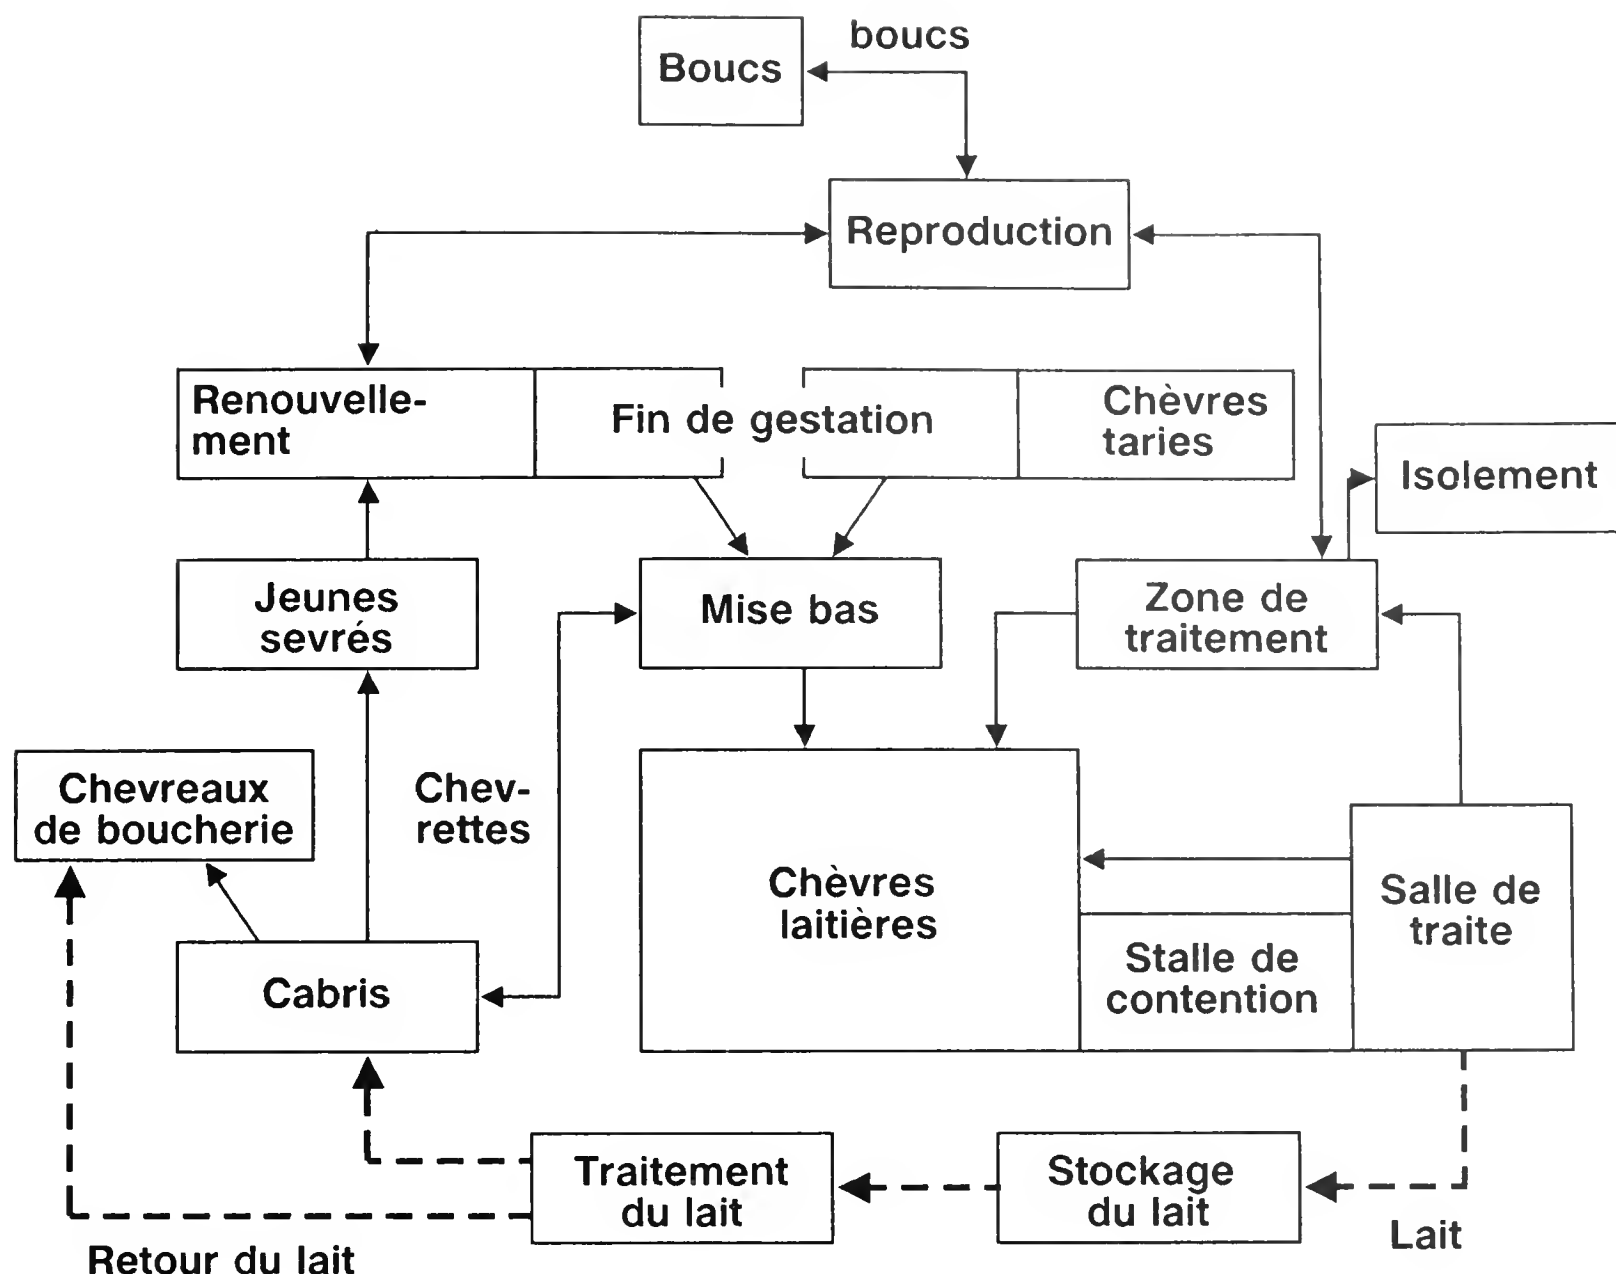 boucs
Boucs
Reproduction
Renouvelle-
ment
Fin de gestation
Chèvres
taries
Isolement
Jeunes
sevrés
Mise bas
Zone de
traitement
Chevreaux
de boucherie
Chev-
rettes
Chèvres
laitières
Salle de
traite
Stalle de
contention
Cabris
Traitement
du lait
Stockage
du lait
Lait
Retour du lait